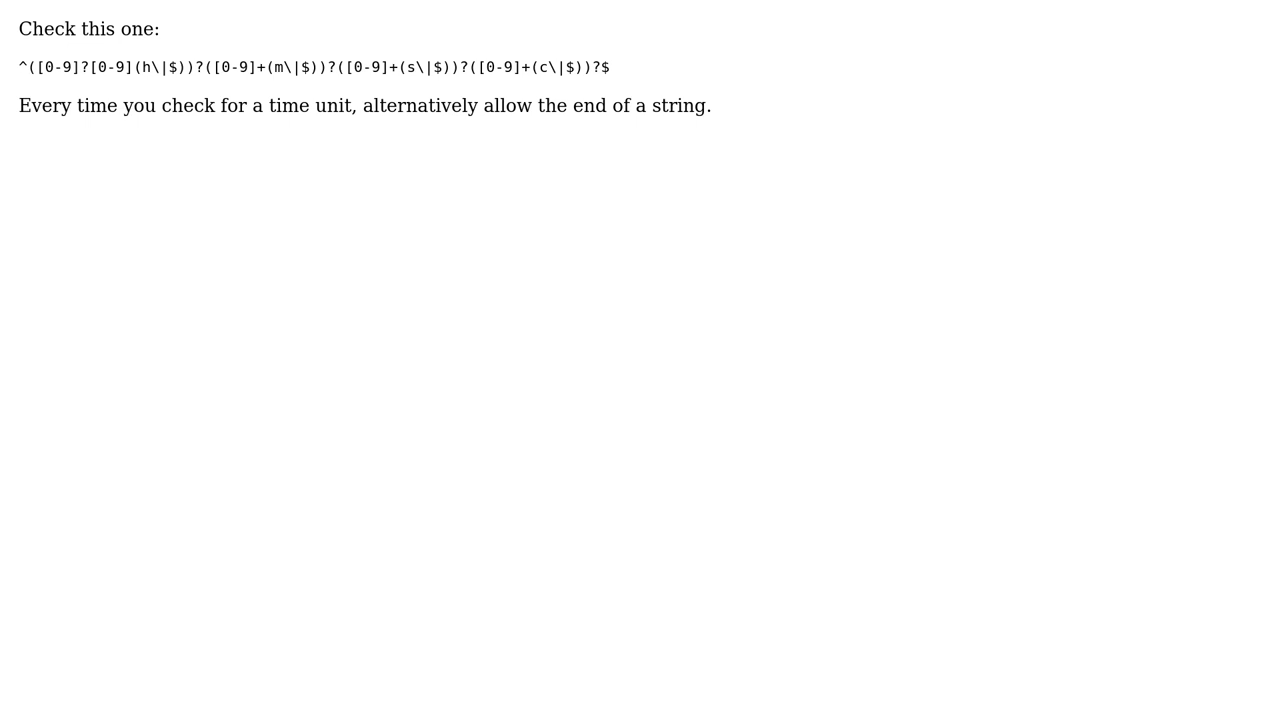 Check this one:
^([0-9]?[0-9](h\|$))?([0-9]+(m\|$))?([0-9]+(s\|$))?([0-9]+(c\|$))?$
Every time you check for a time unit, alternatively allow the end of a string.